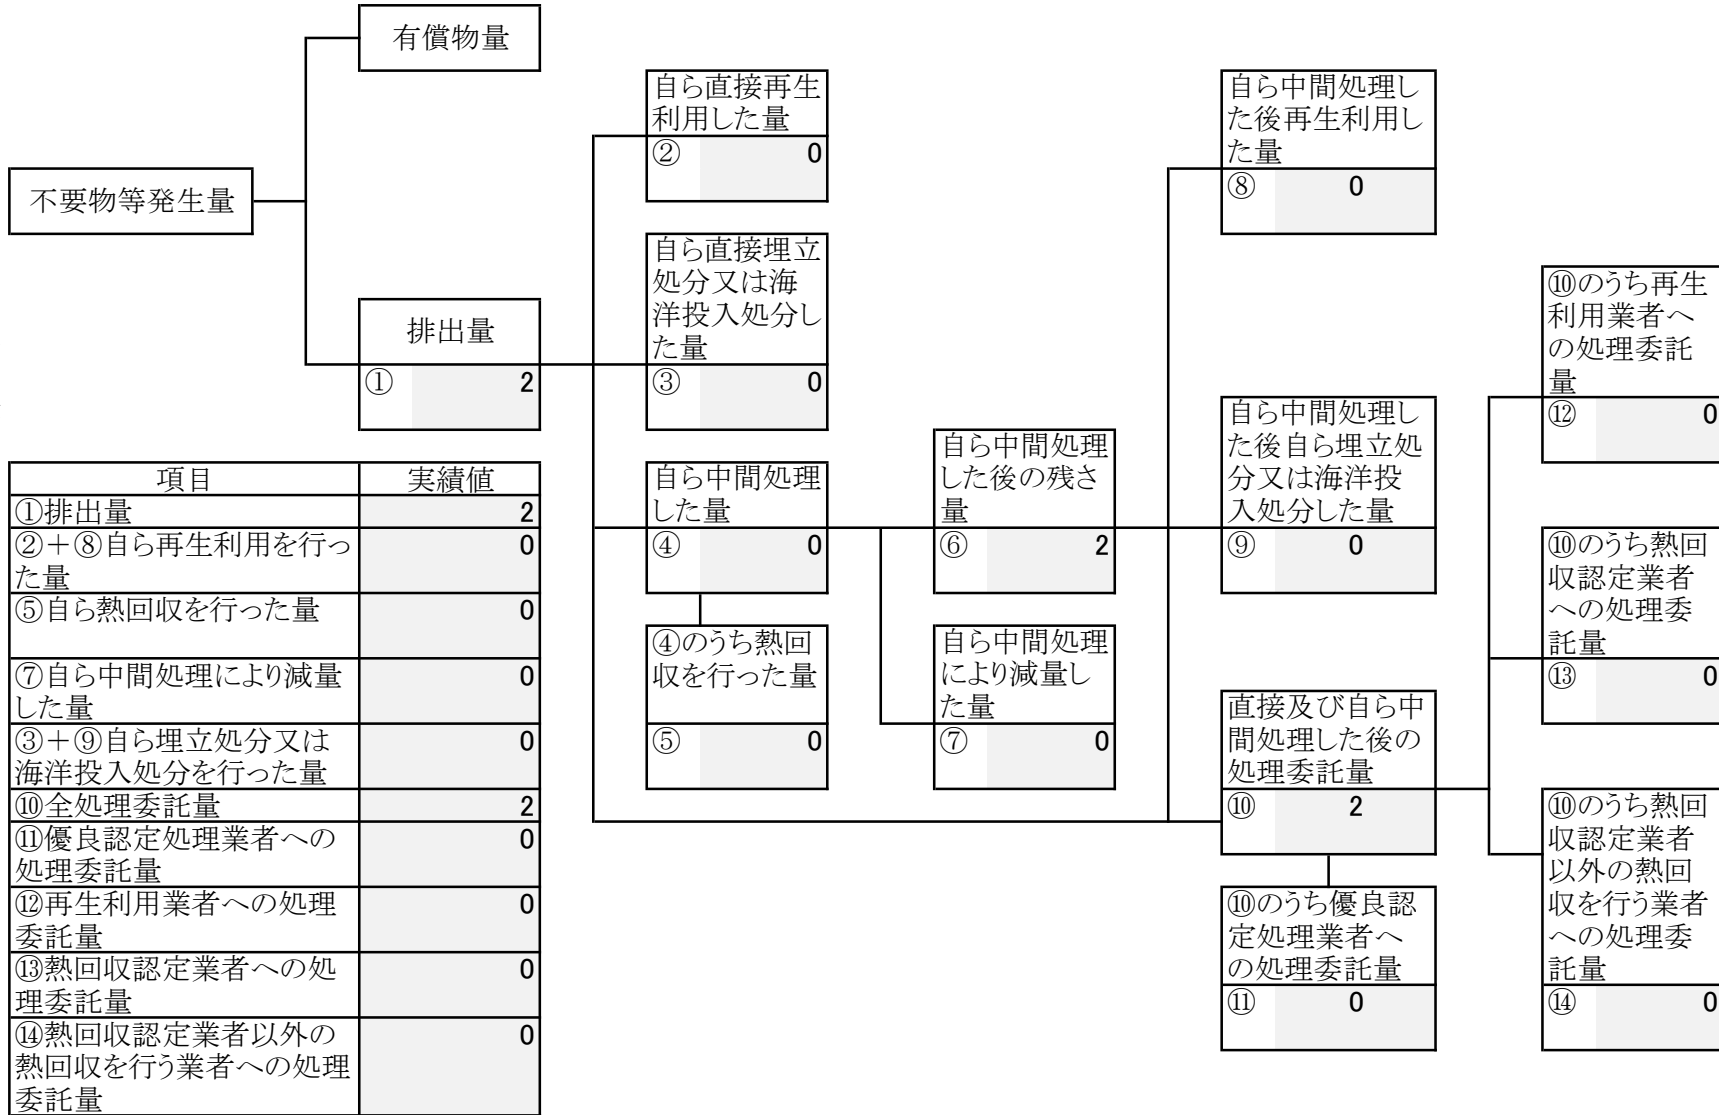 有償物量
不要物等発生量
排出量
① 2
自ら直接再生
利用した量
② 0
自ら直接埋立
処分又は海
洋投入処分し
た量
③ 0
自ら中間処理
した量
④ 0
④のうち熱回
収を行った量
⑤ 0
自ら中間処理
した後の残さ
量
⑥ 2
自ら中間処理
により減量し
た量
⑦ 0
自ら中間処理し
た後再生利用し
た量
⑧ 0
自ら中間処理し
た後自ら埋立処
分又は海洋投
入処分した量
⑨ 0
直接及び自ら中
間処理した後の
処理委託量
⑩ 2
⑩のうち優良認
定処理業者へ
の処理委託量
⑪ 0
⑩のうち再生
利用業者へ
の処理委託
量
⑫ 0
⑩のうち熱回
収認定業者
への処理委
託量
⑬ 0
⑩のうち熱回
収認定業者
以外の熱回
収を行う業者
への処理委
託量
⑭ 0
項目 実績値
①排出量 2
②+⑧自ら再生利用を行っ 0
た量
⑤自ら熱回収を行った量 0
⑦自ら中間処理により減量 0
した量
③+⑨自ら埋立処分又は 0
海洋投入処分を行った量
⑩全処理委託量 2
⑪優良認定処理業者への 0
処理委託量
⑫再生利用業者への処理 0
委託量
⑬熱回収認定業者への処 0
理委託量
⑭熱回収認定業者以外の 0
熱回収を行う業者への処理
委託量